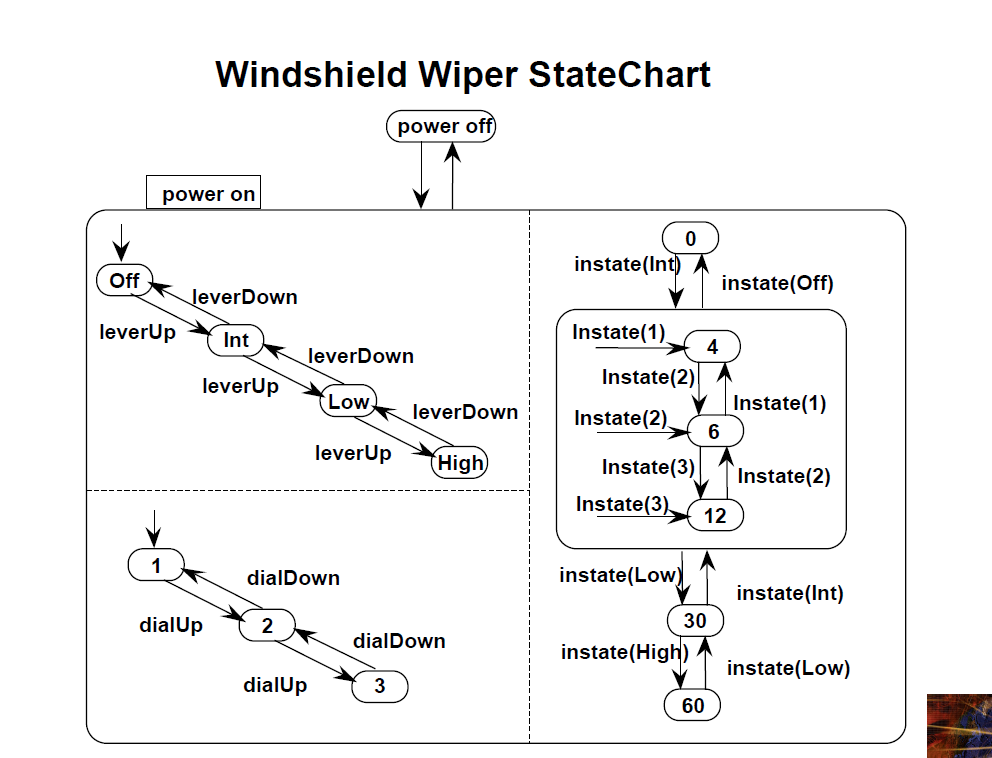 Windshield Wiper StateChart
power off
power on
Off
leverDown
leverUp
Int
leverDown
leverUp
Low
leverDown
leverUp
High
1
dialDown
dialUp
2
dialDown
dialUp
3
0
instate(Int)
instate(Off)
Instate(1)
4
Instate(2)
Instate(1)
Instate(2)
6
Instate(3)
Instate(2)
Instate(3)
12
instate(Low)
instate(Int)
30
instate(High)
instate(Low)
60